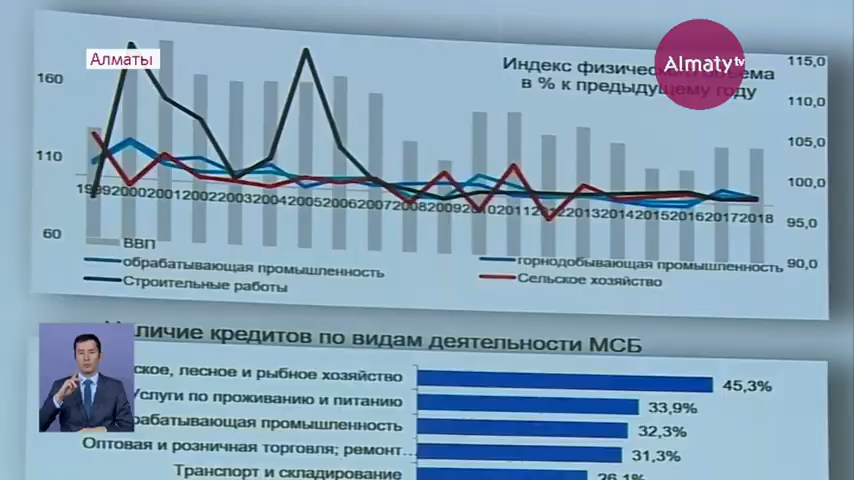 Алматы
Almaty tv
Индекс физического объема
в % к предыдущему году
160
110
60
115,0
110,0
105,0
100,0
95,0
90,0
1999 2000 2001 2002 2003 2004 2005 2006 2007 2008 2009 2010 2011 2012 2013 2014 2015 2016 2017 2018
ВВП
обрабатывающая промышленность
Строительные работы
горнодобывающая промышленность
Сельское хозяйство
Наличие кредитов по видам деятельности МСБ
ское, лесное и рыбное хозяйство 45,3%
Услуги по проживанию и питанию 33,9%
рабатывающая промышленность 32,3%
Оптовая и розничная торговля; ремонт... 31,3%
Транспорт и складирование 26,1%